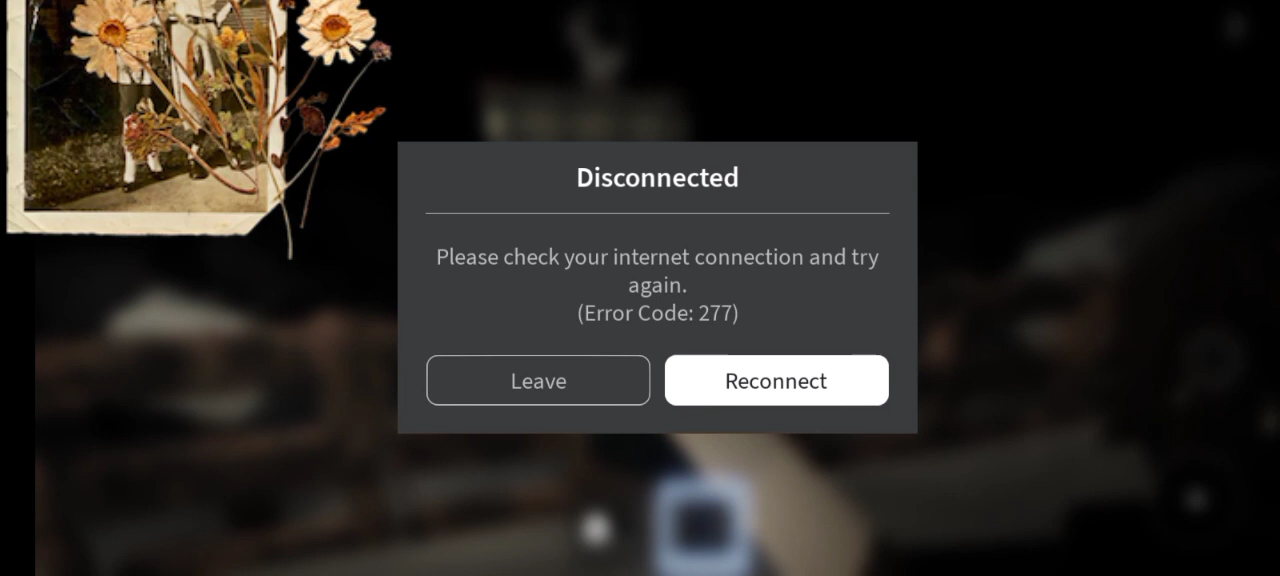 Disconnected
Please check your internet connection and try
again.
(Error Code: 277)
Leave
Reconnect